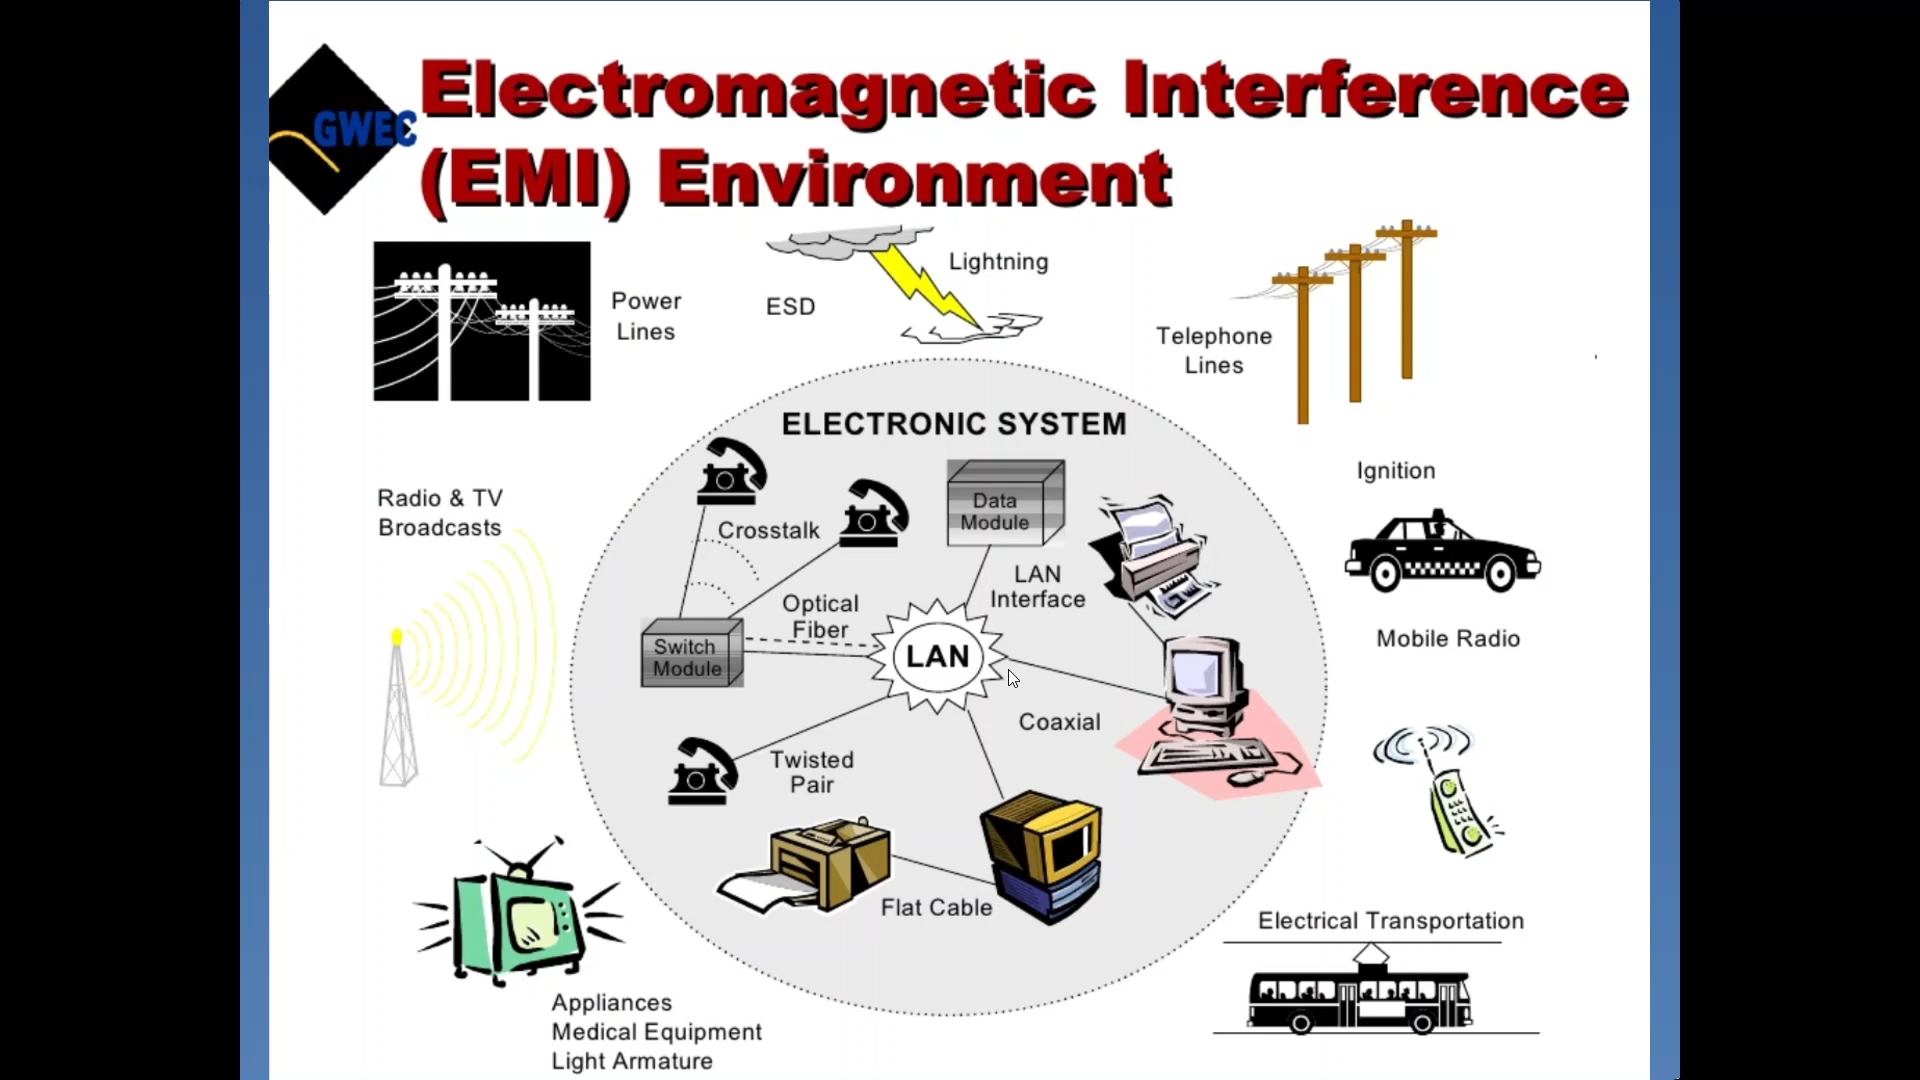 GWEC
Electromagnetic Interference
(EMI) Environment
Power
Lines
ESD
Lightning
Telephone
Lines
ELECTRONIC SYSTEM
Radio & TV
Broadcasts
Crosstalk
Data
Module
Ignition
LAN
Interface
Optical
Fiber
Switch
Module
LAN
Mobile Radio
Coaxial
Twisted
Pair
Flat Cable
Electrical Transportation
Appliances
Medical Equipment
Light Armature